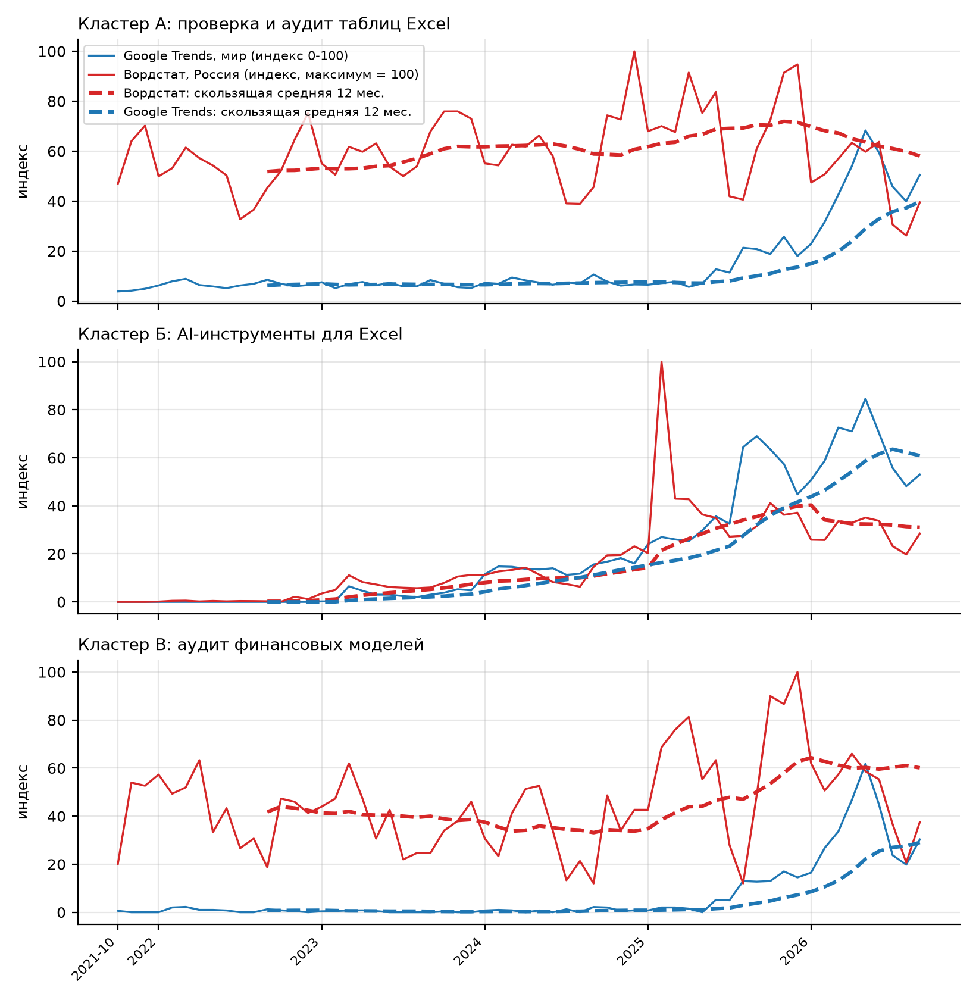 Кластер А: проверка и аудит таблиц Excel
индекс
100
80
60
40
20
0
Google Trends, мир (индекс 0-100)
Вордстат, Россия (индекс, максимум = 100)
Вордстат: скользящая средняя 12 мес.
Google Trends: скользящая средняя 12 мес.
Кластер Б: AI-инструменты для Excel
индекс
100
80
60
40
20
0
Кластер В: аудит финансовых моделей
индекс
100
80
60
40
20
0
2021-10
2022
2023
2024
2025
2026